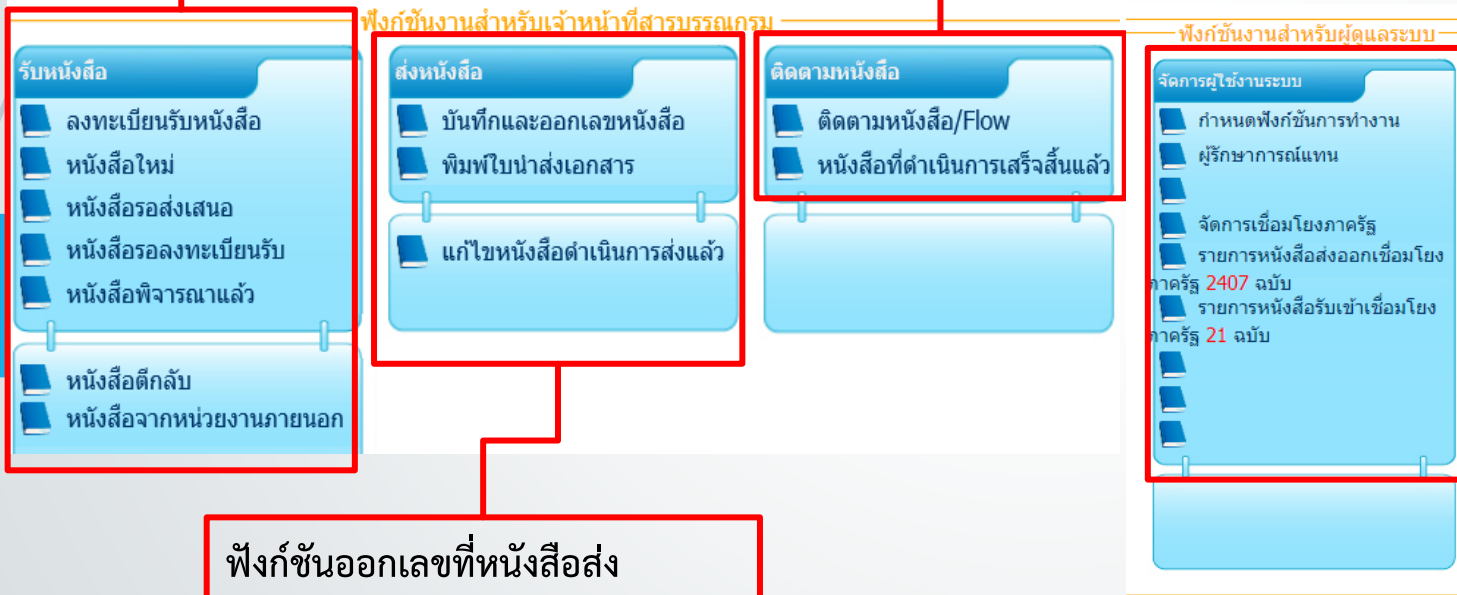 ฟังก์ชันงานสำหรับเจ้าหน้าที่สารบรรณกรม
รับหนังสือ
ลงทะเบียนรับหนังสือ
หนังสือใหม่
หนังสือรอส่งเสนอ
หนังสือรอลงทะเบียนรับ
หนังสือพิจารณาแล้ว
หนังสือตีกลับ
หนังสือจากหน่วยงานภายนอก
ส่งหนังสือ
บันทึกและออกเลขหนังสือ
พิมพ์ใบนำส่งเอกสาร
แก้ไขหนังสือดำเนินการส่งแล้ว
ติดตามหนังสือ
ติดตามหนังสือ/Flow
หนังสือที่ดำเนินการเสร็จสิ้นแล้ว
ฟังก์ชันงานสำหรับผู้ดูแลระบบ
จัดการผู้ใช้งานระบบ
กำหนดฟังก์ชันการทำงาน
ผู้รักษาการณ์แทน
จัดการเชื่อมโยงภาครัฐ
รายการหนังสือส่งออกเชื่อมโยง
ภาครัฐ 2407 ฉบับ
รายการหนังสือรับเข้าเชื่อมโยง
ภาครัฐ 21 ฉบับ
ฟังก์ชันออกเลขที่หนังสือส่ง